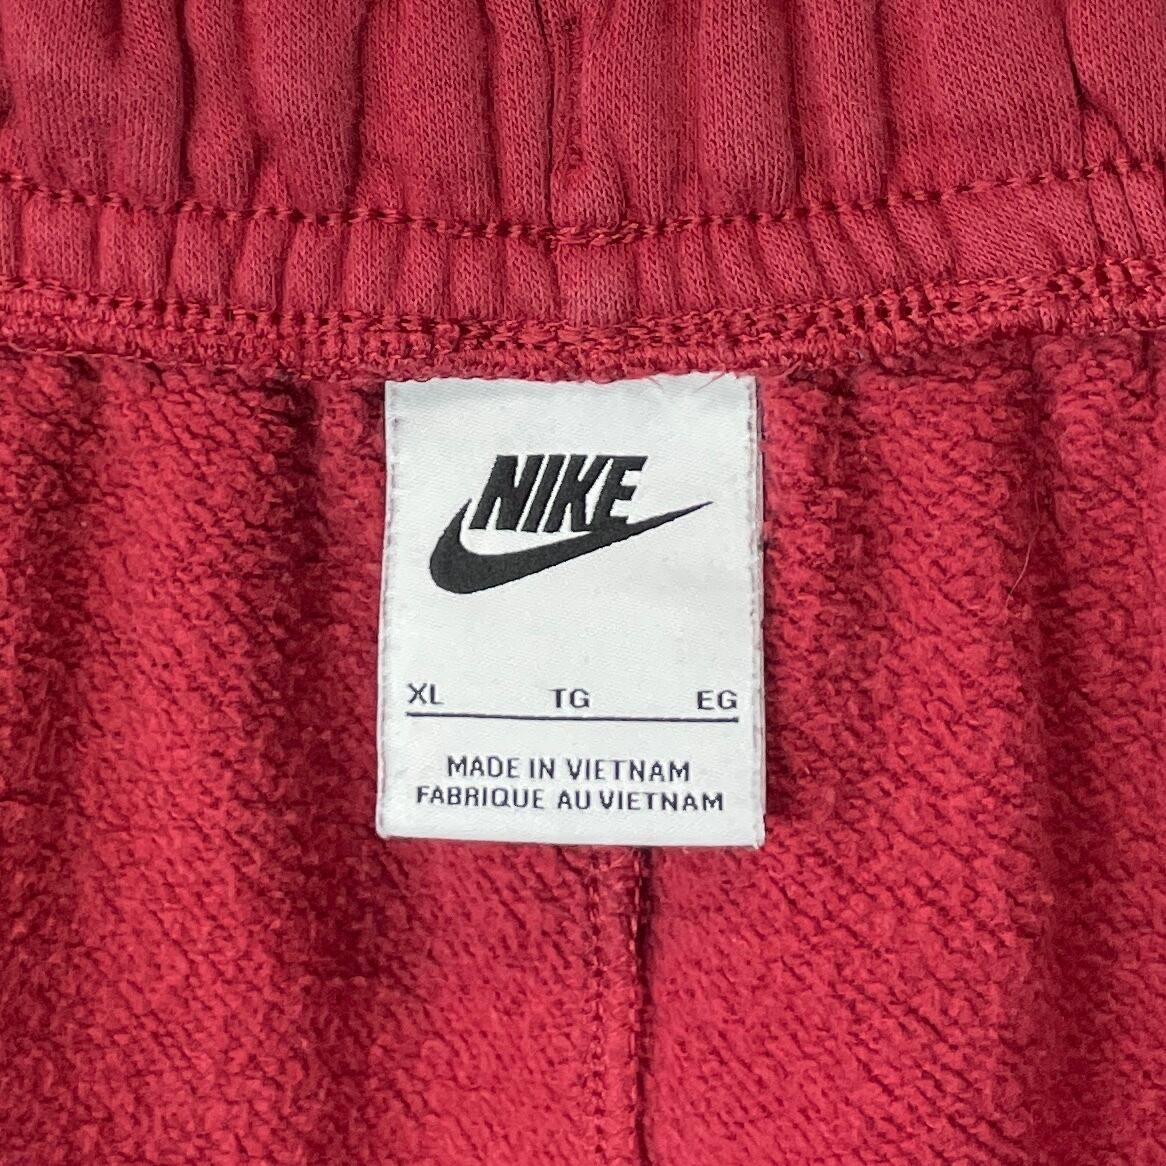 NIKE
XL TG EG
MADE IN VIETNAM
FABRIQUE AU VIETNAM